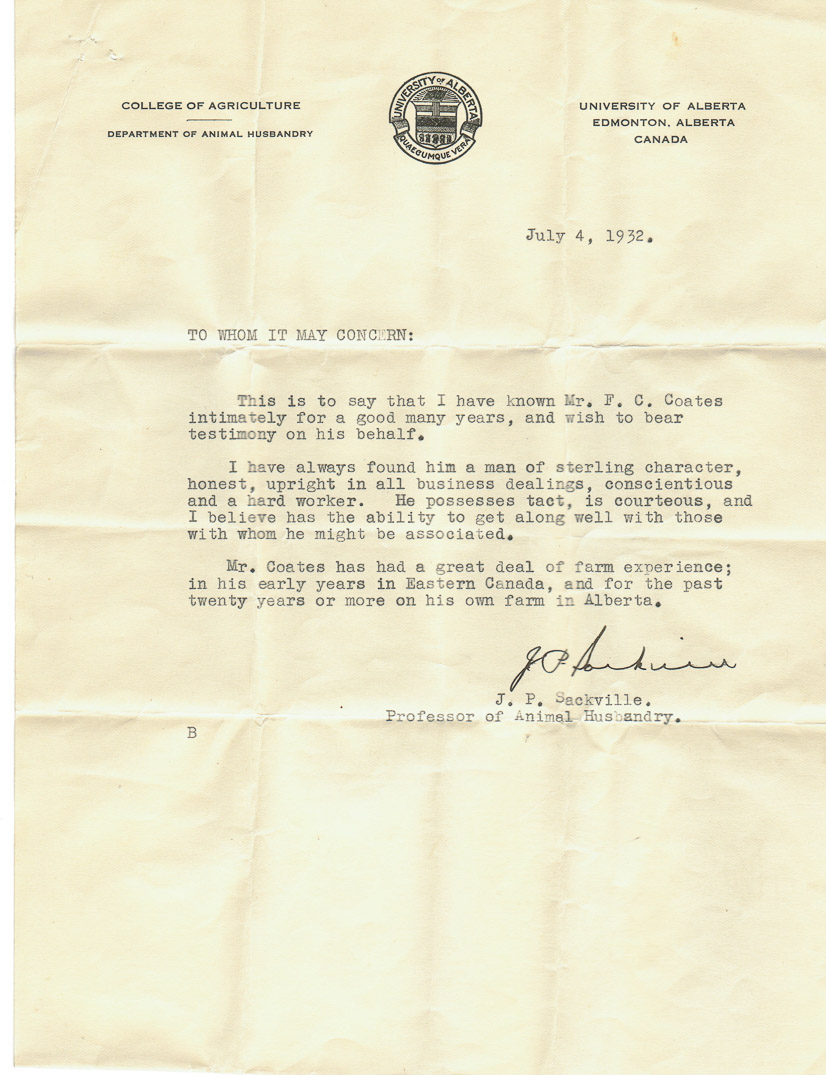 COLLEGE OF AGRICULTURE
DEPARTMENT OF ANIMAL HUSBANDRY
UNIVERSITY OF ALBERTA
QUAECUMQUE VERA
UNIVERSITY OF ALBERTA
EDMONTON, ALBERTA
CANADA
July 4, 1932.
TO WHOM IT MAY CONCERN:
This is to say that I have known Mr. F. C. Coates
intimately for a good many years, and wish to bear
testimony on his behalf.
I have always found him a man of sterling character,
honest, upright in all business dealings, conscientious
and a hard worker. He possesses tact, is courteous, and
I believe has the ability to get along well with those
with whom he might be associated.
Mr. Coates has had a great deal of farm experience;
in his early years in Eastern Canada, and for the past
twenty years or more on his own farm in Alberta.
J P Sackville
J. P. Sackville.
Professor of Animal Husbandry.
B